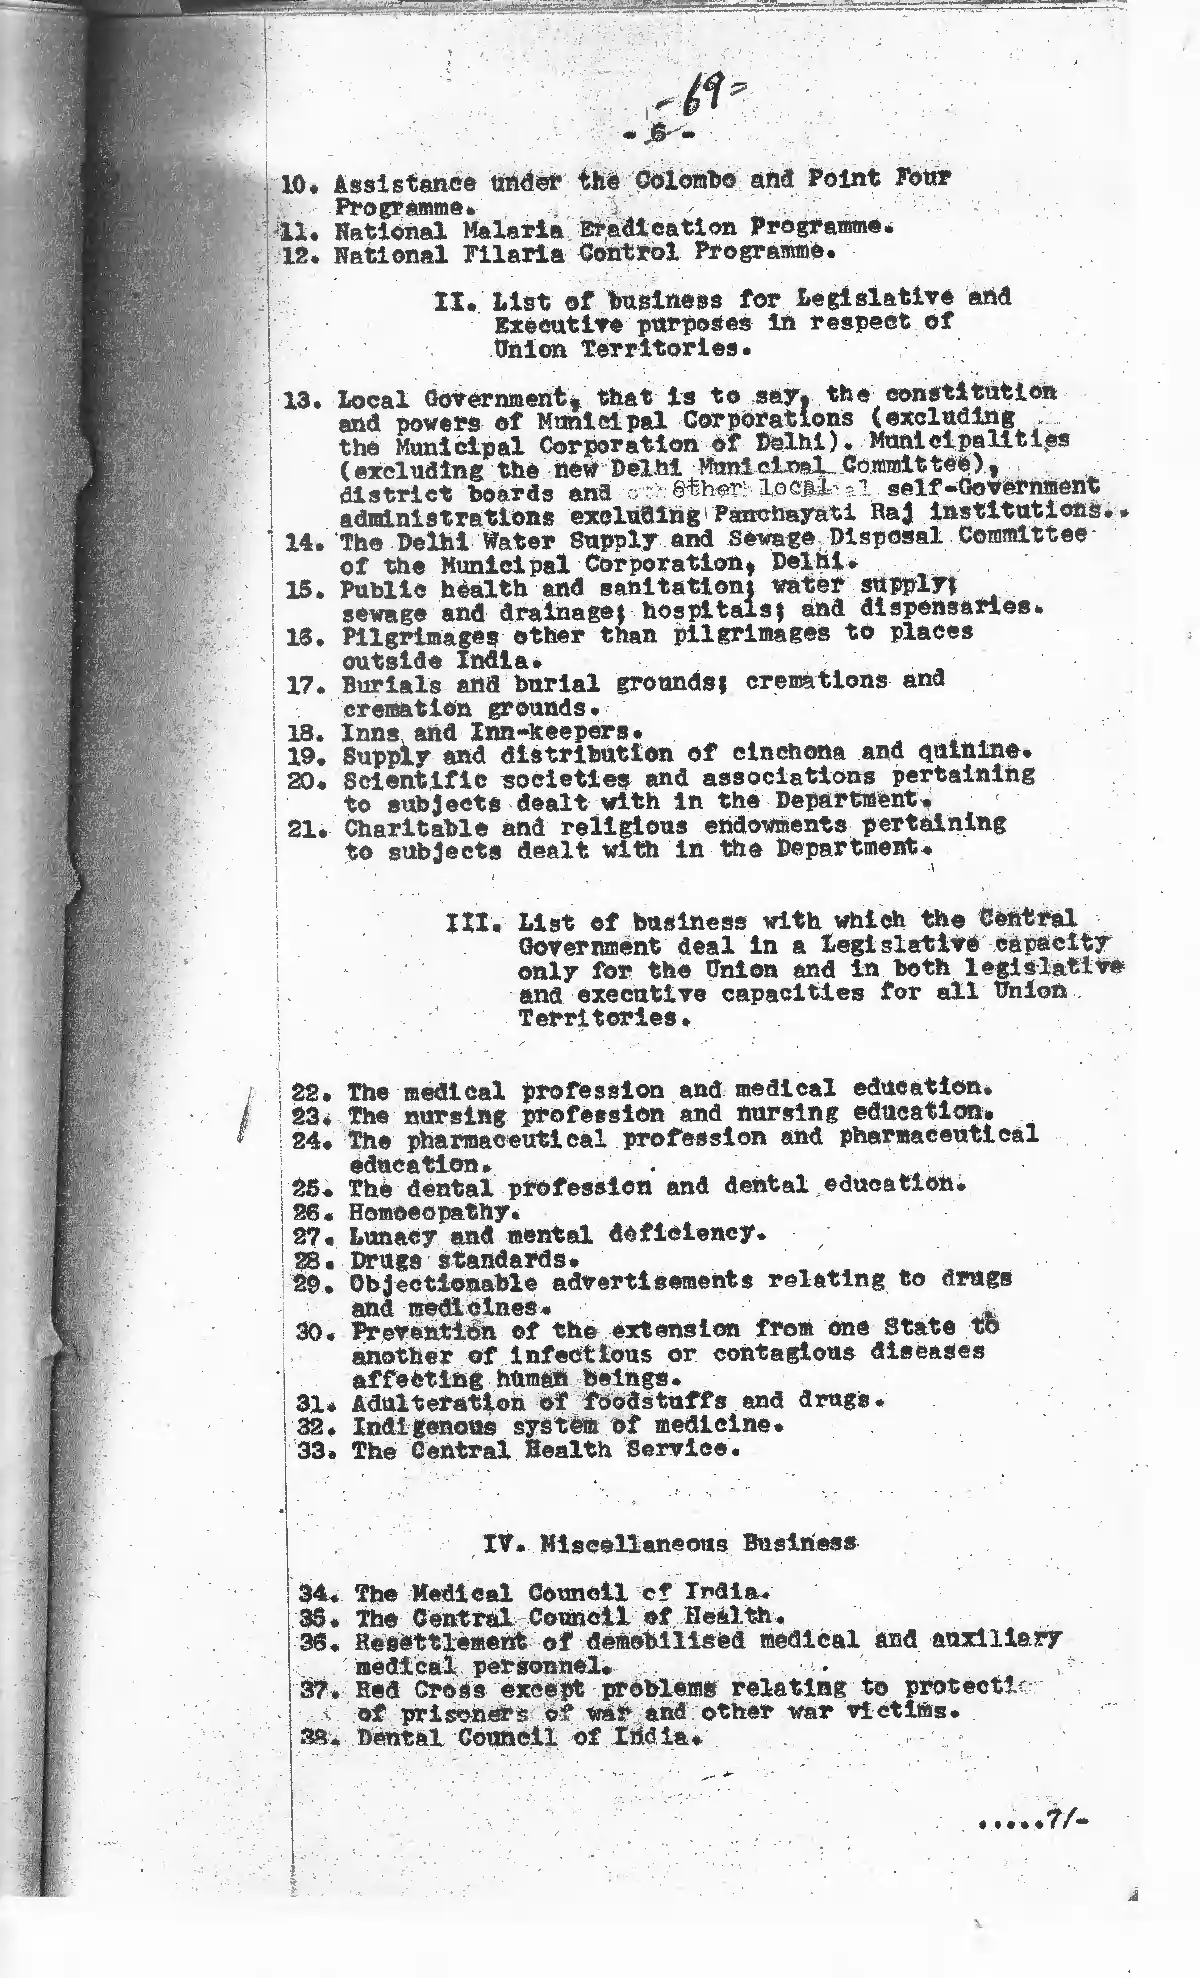 -69-
- 6 -
10. Assistance under the Colombo and Point Four
Programme.
11. National Malaria Eradication Programme.
12. National Filaria Control Programme.
II. List of business for Legislative and
Executive purposes in respect of
Union Territories.
13. Local Government, that is to say, the constitution
and powers of Municipal Corporations (excluding
the Municipal Corporation of Delhi). Municipalities
(excluding the new Delhi Municipal Committee),
district boards and other local self-Government
administrations excluding Panchayati Raj institutions..
14. The Delhi Water Supply and Sewage Disposal Committee
of the Municipal Corporation, Delhi.
15. Public health and sanitation; water supply;
sewage and drainage; hospitals; and dispensaries.
16. Pilgrimages other than pilgrimages to places
outside India.
17. Burials and burial grounds; cremations and
cremation grounds.
18. Inns and Inn-keepers.
19. Supply and distribution of cinchona and quinine.
20. Scientific societies and associations pertaining
to subjects dealt with in the Department.
21. Charitable and religious endowments pertaining
to subjects dealt with in the Department.
III. List of business with which the Central
Government deal in a Legislative capacity
only for the Union and in both legislative
and executive capacities for all Union
Territories.
22. The medical profession and medical education.
23. The nursing profession and nursing education.
24. The pharmaceutical profession and pharmaceutical
education.
25. The dental profession and dental education.
26. Homoeopathy.
27. Lunacy and mental deficiency.
28. Drugs standards.
29. Objectionable advertisements relating to drugs
and medicines.
30. Prevention of the extension from one State to
another of infectious or contagious diseases
affecting human beings.
31. Adulteration of foodstuffs and drugs.
32. Indigenous system of medicine.
33. The Central Health Service.
IV. Miscellaneous Business
34. The Medical Council of India.
35. The Central Council of Health.
36. Resettlement of demobilised medical and auxiliary
medical personnel.
37. Red Cross except problems relating to protecti
of prisoners of war and other war victims.
38. Dental Council of India.
.....7/-